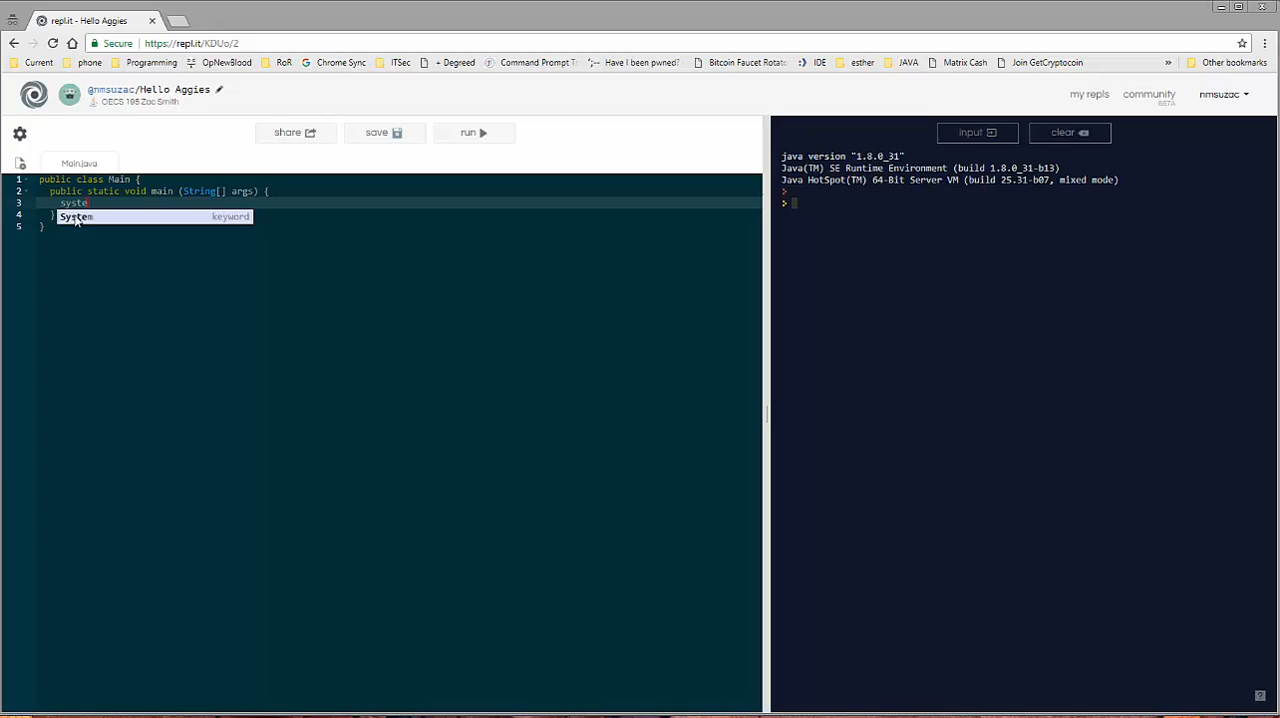 repl.it - Hello Aggies
Secure https://repl.it/KDUo/2
Current phone Programming OpNewBlood RoR Chrome Sync ITSec + Degreed Command Prompt T Have I been pwned? Bitcoin Faucet Rotato IDE esther JAVA Matrix Cash Join GetCryptocoin » Other bookmarks
@nmsuzac/Hello Aggies
OECS 195 Zac Smith
my repls community BETA nmsuzac
share save run
input clear
Main.java
1 public class Main {
2 public static void main (String[] args) {
3 syste
4 }
System keyword
5 }
java version "1.8.0_31"
Java(TM) SE Runtime Environment (build 1.8.0_31-b13)
Java HotSpot(TM) 64-Bit Server VM (build 25.31-b07, mixed mode)
>
>
?